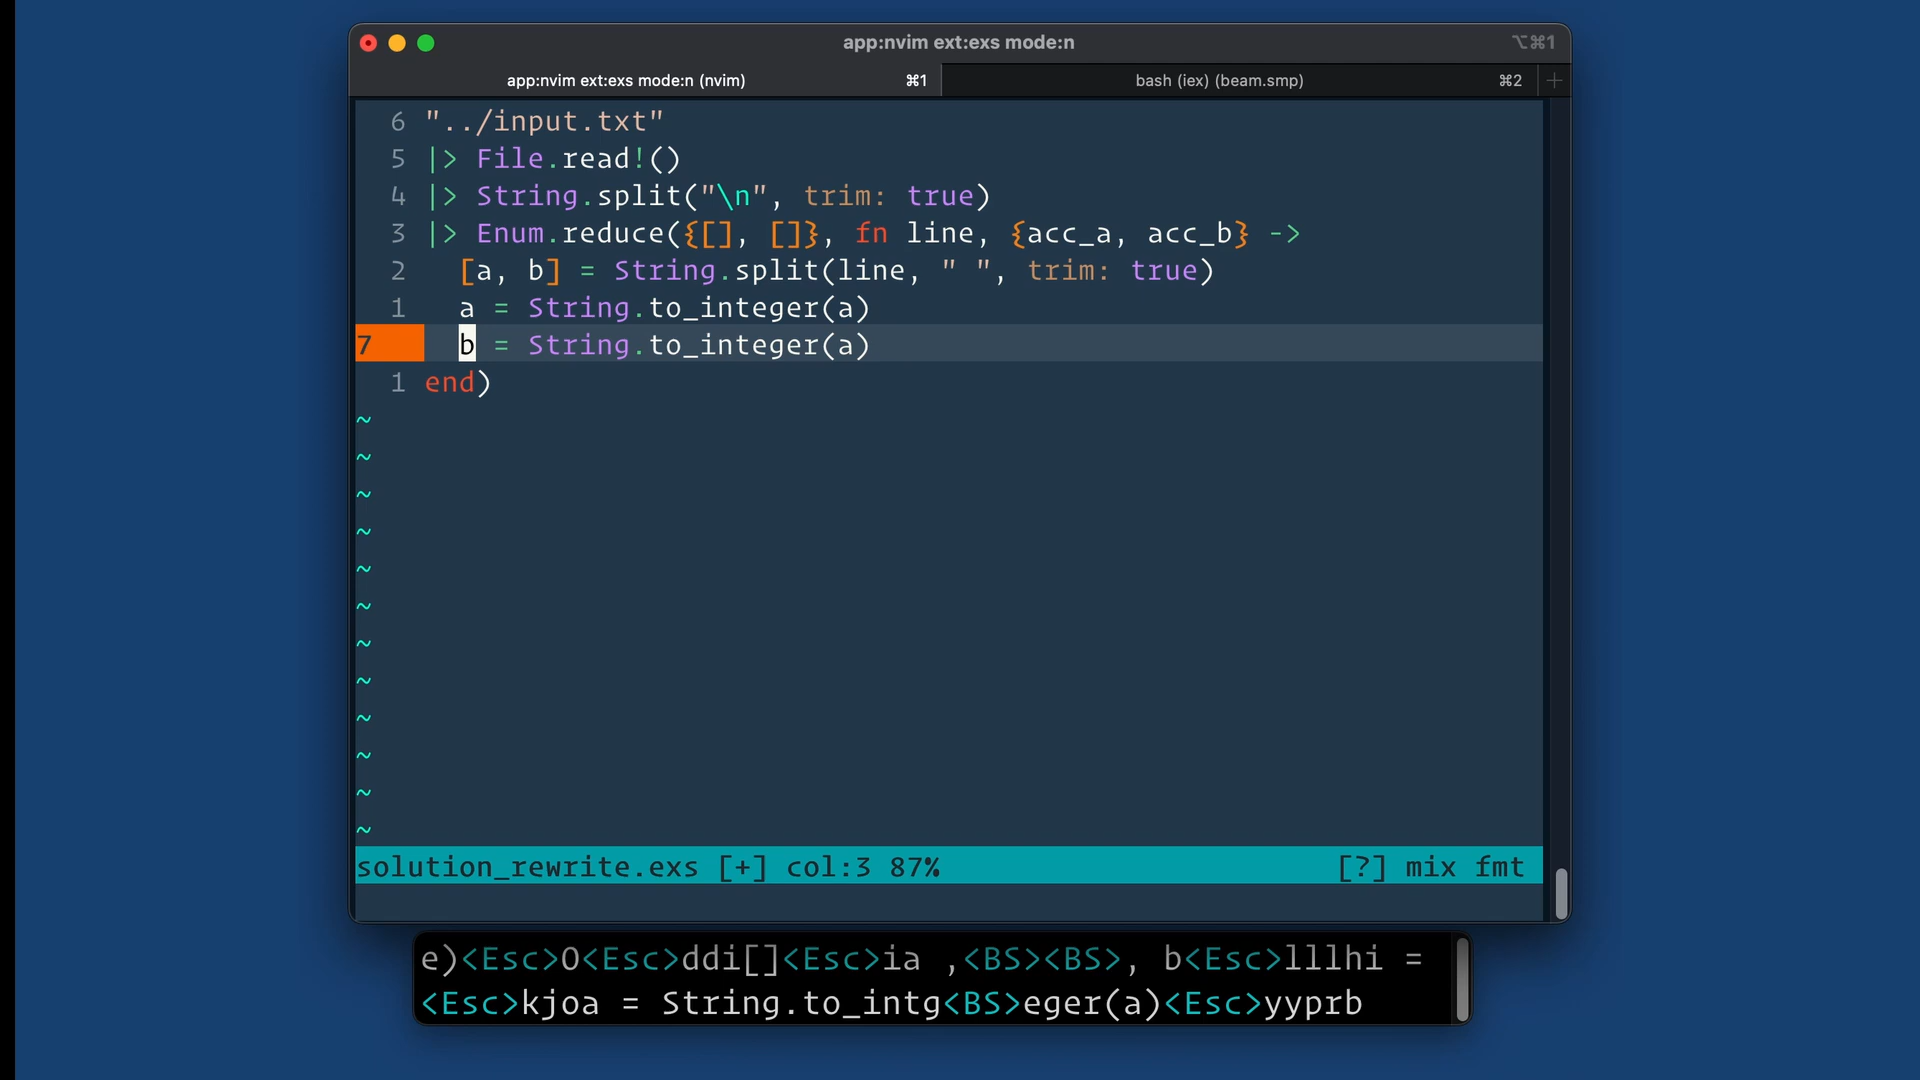 app:nvim ext:exs mode:n ⌥⌘1
app:nvim ext:exs mode:n (nvim) ⌘1 bash (iex) (beam.smp) ⌘2 +
6 "../input.txt"
5 |> File.read!()
4 |> String.split("\n", trim: true)
3 |> Enum.reduce({[], []}, fn line, {acc_a, acc_b} ->
2 [a, b] = String.split(line, " ", trim: true)
1 a = String.to_integer(a)
7 b = String.to_integer(a)
1 end)
~
~
~
~
~
~
~
~
~
~
~
~
solution_rewrite.exs [+] col:3 87% [?] mix fmt
e)<Esc>O<Esc>ddi[]<Esc>ia ,<BS><BS>, b<Esc>lllhi =
<Esc>kjoa = String.to_intg<BS>eger(a)<Esc>yyprb